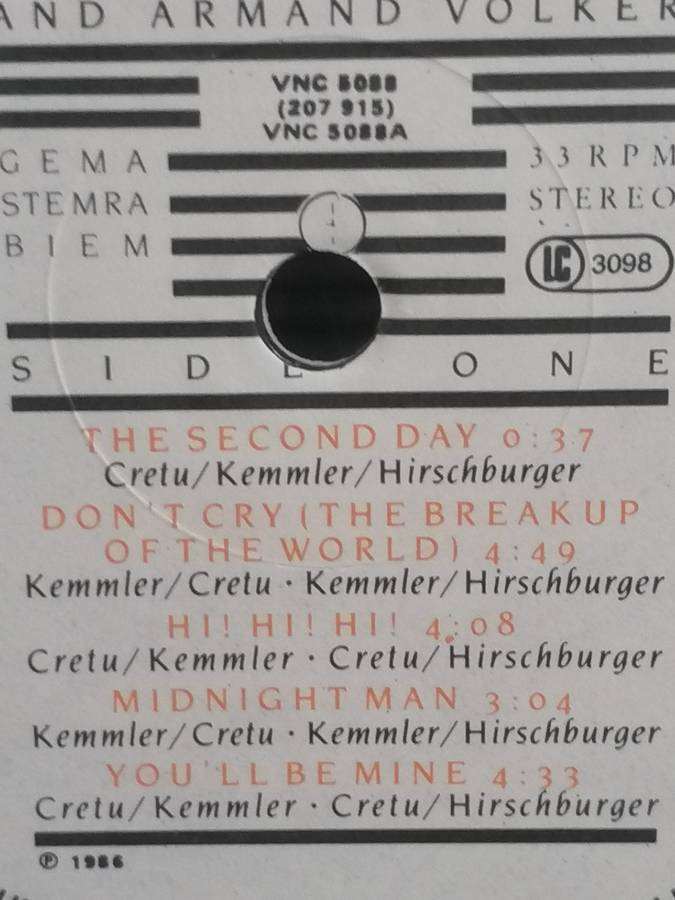 AND ARMAND VOLKER
VNC 5088
(207 915)
VNC 5088A
GEMA
STEMRA
BIEM
33 RPM
STEREO
LC 3098
SIDE ONE
THE SECOND DAY 0:37
Cretu/Kemmler/Hirschburger
DON'T CRY (THE BREAKUP
OF THE WORLD) 4:49
Kemmler/Cretu · Kemmler/Hirschburger
HI! HI! HI! 4:08
Cretu/Kemmler · Cretu/Hirschburger
MIDNIGHT MAN 3:04
Kemmler/Cretu · Kemmler/Hirschburger
YOU'LL BE MINE 4:33
Cretu/Kemmler · Cretu/Hirschburger
℗ 1986